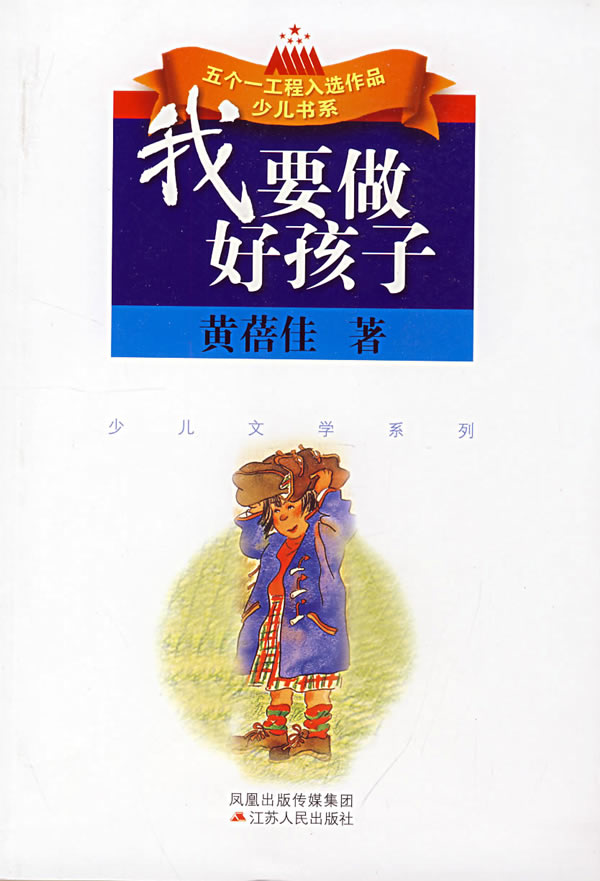 五个一工程入选作品
少儿书系
我要做
好孩子
黄蓓佳 著
少儿文学系列
凤凰出版传媒集团
江苏人民出版社